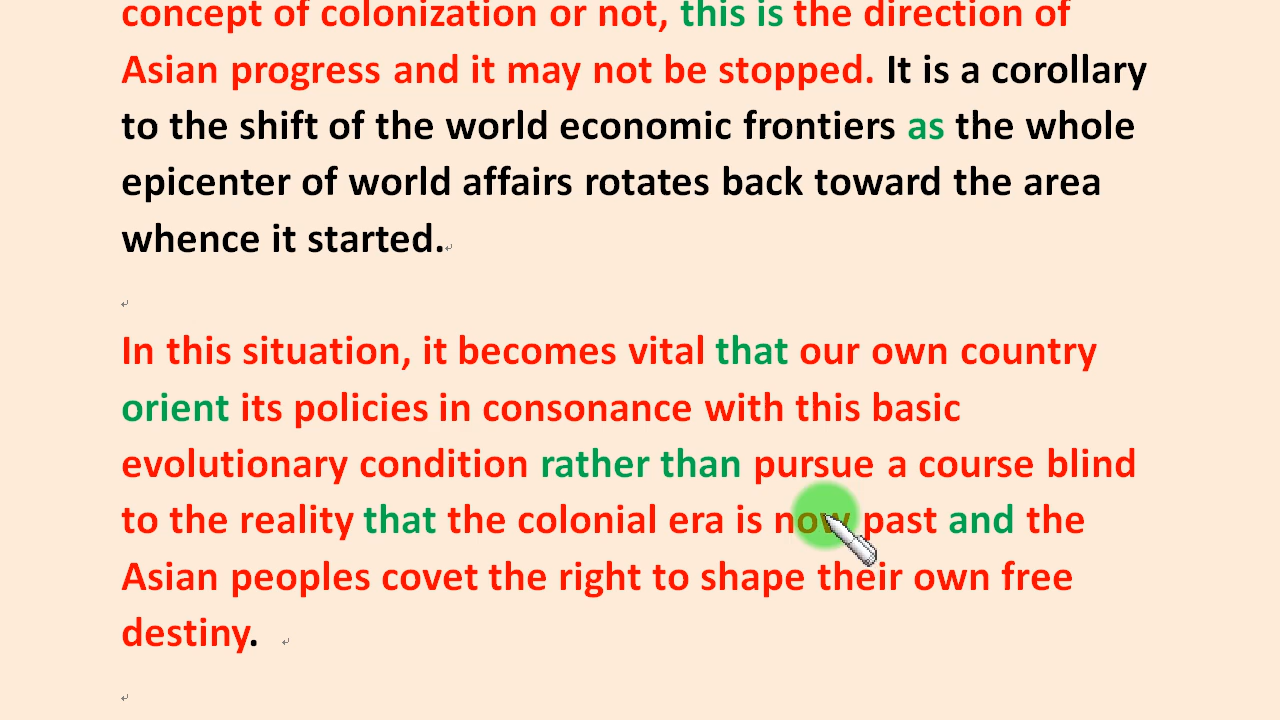 concept of colonization or not, this is the direction of
Asian progress and it may not be stopped. It is a corollary
to the shift of the world economic frontiers as the whole
epicenter of world affairs rotates back toward the area
whence it started.
In this situation, it becomes vital that our own country
orient its policies in consonance with this basic
evolutionary condition rather than pursue a course blind
to the reality that the colonial era is now past and the
Asian peoples covet the right to shape their own free
destiny.